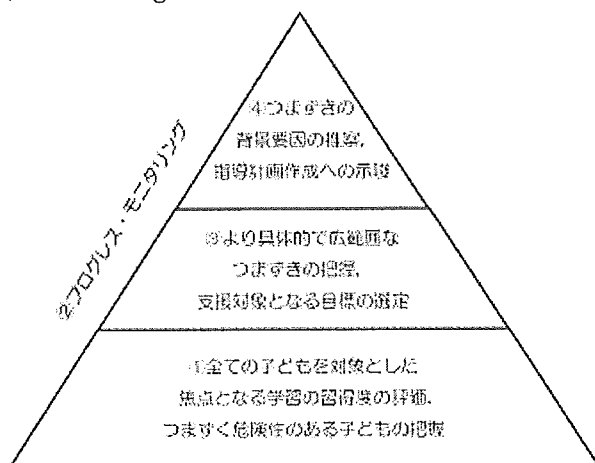 ④つまずきの
背景要因の推察,
指導計画作成への示唆
②プログレス・モニタリング
③より具体的で広範囲な
つまずきの把握,
支援対象となる目標の選定
①全ての子どもを対象とした
焦点となる学習の習得度の評価,
つまずく危険性のある子どもの把握